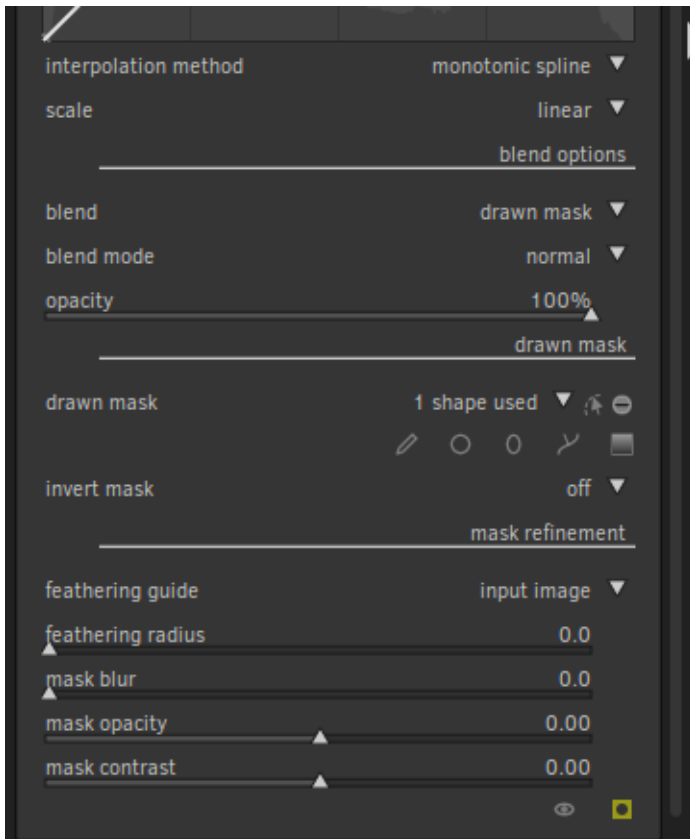 interpolation method monotonic spline
scale linear
blend options
blend drawn mask
blend mode normal
opacity 100%
drawn mask
drawn mask 1 shape used
invert mask off
mask refinement
feathering guide input image
feathering radius 0.0
mask blur 0.0
mask opacity 0.00
mask contrast 0.00